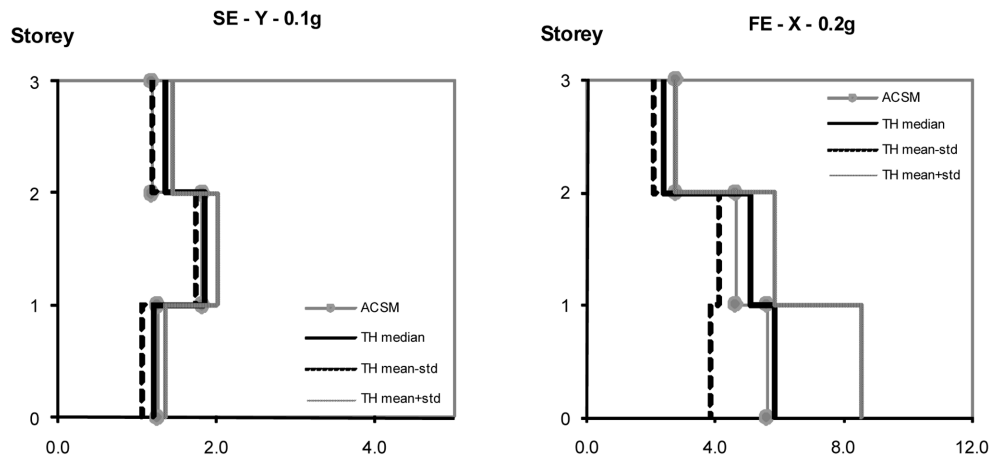 SE - Y - 0.1g
Storey
3
2
1
0
0.0
2.0
4.0
ACSM
TH median
TH mean-std
TH mean+std
FE - X - 0.2g
Storey
3
2
1
0
0.0
4.0
8.0
12.0
ACSM
TH median
TH mean-std
TH mean+std